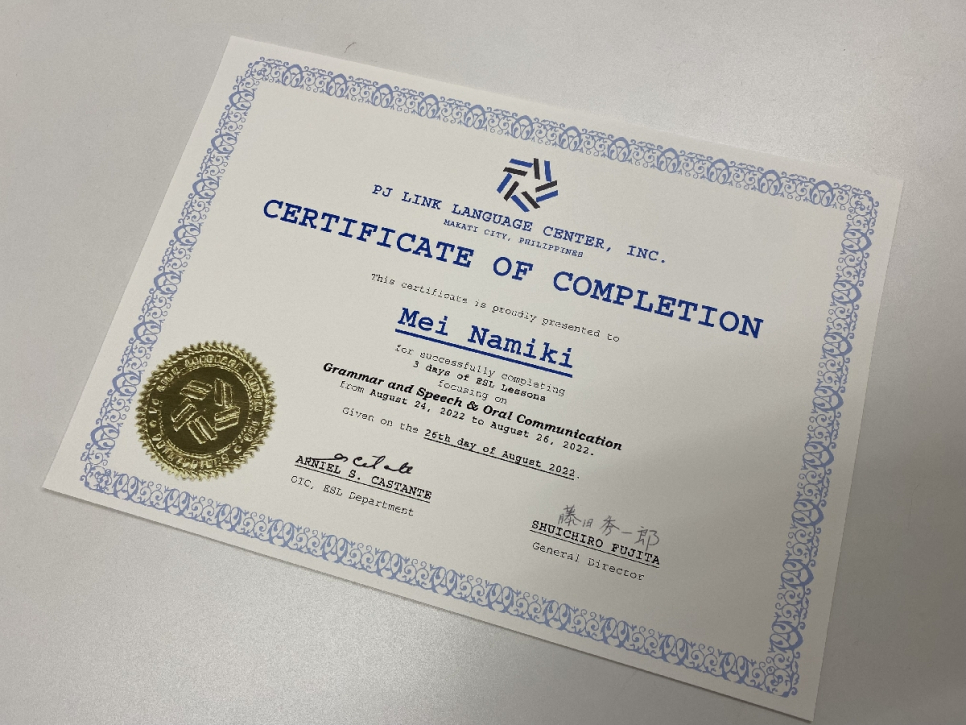 PJ LINK LANGUAGE CENTER, INC.
MAKATI CITY, PHILIPPINES
CERTIFICATE OF COMPLETION
This certificate is proudly presented to
Mei Namiki
for successfully completing
3 days of ESL Lessons
focusing on
Grammar and Speech & Oral Communication
from August 24, 2022 to August 26, 2022.
Given on the 26th day of August 2022.
ARNIEL S. CASTANTE
OIC, ESL Department
藤田秀一郎
SHUICHIRO FUJITA
General Director